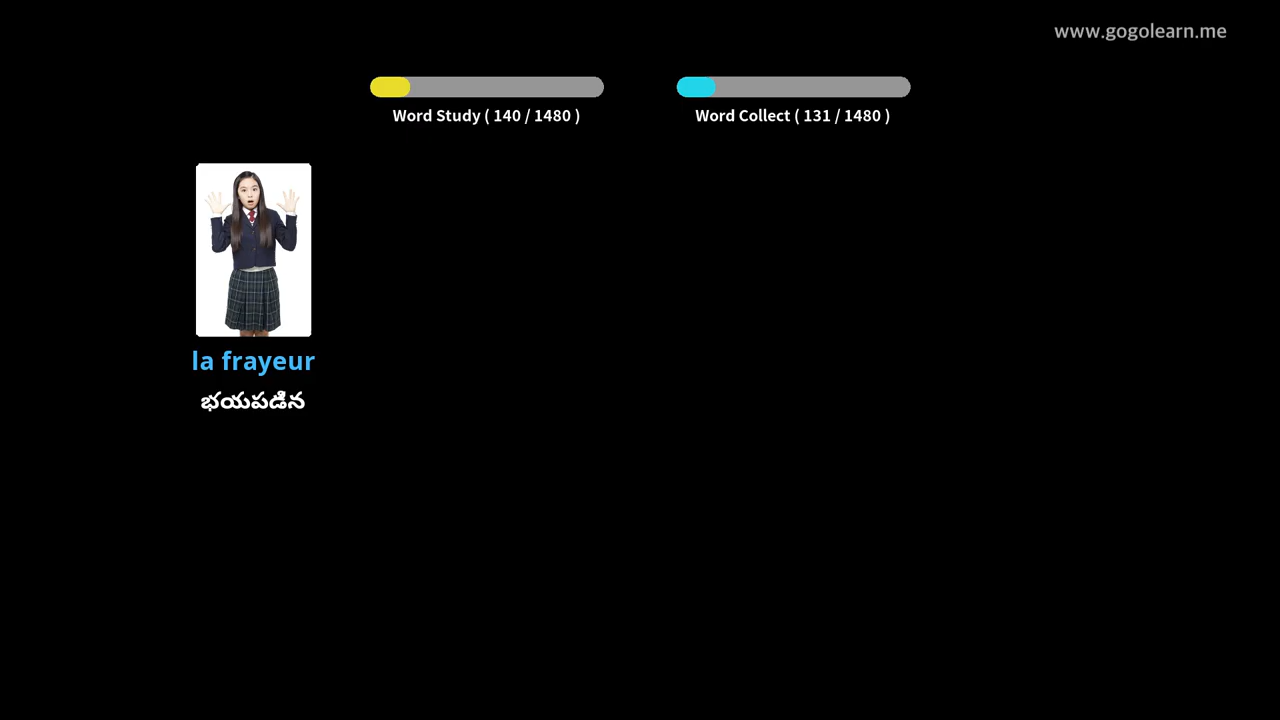 www.gogolearn.me
Word Study ( 140 / 1480 )
Word Collect ( 131 / 1480 )
la frayeur
భయపడిన